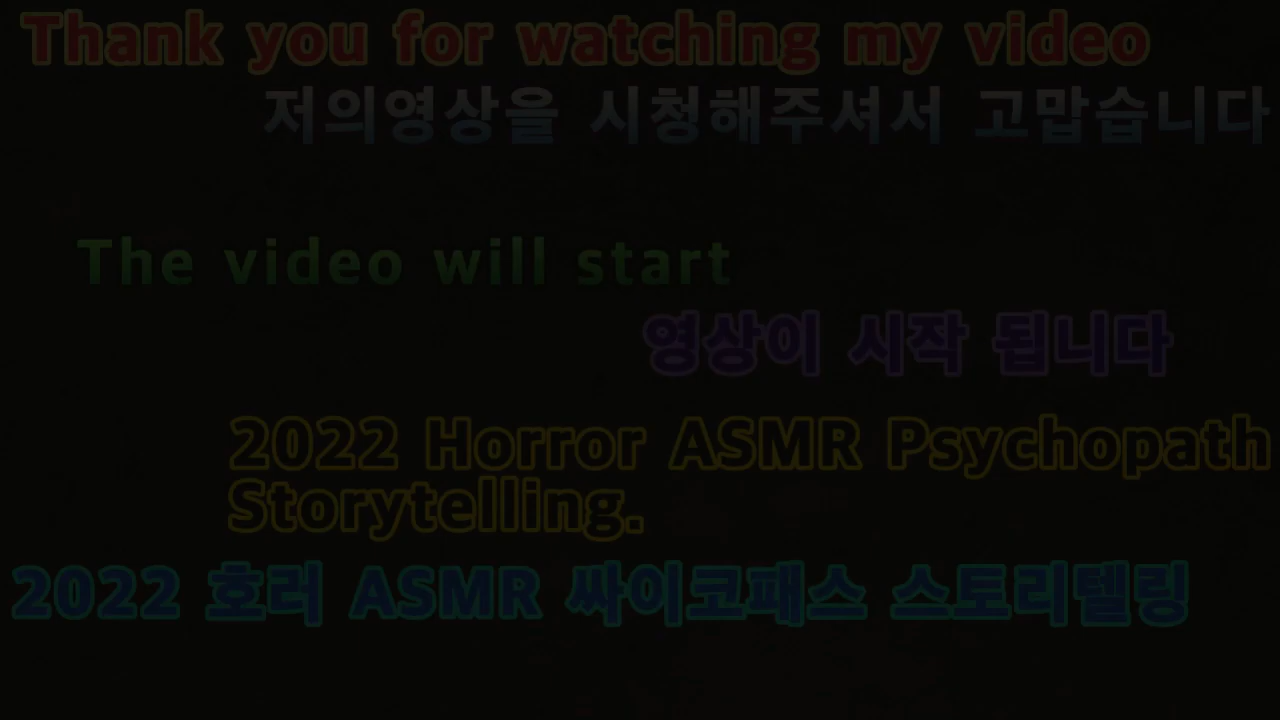 Thank you for watching my video
저의영상을 시청해주셔서 고맙습니다
The video will start
영상이 시작 됩니다
2022 Horror ASMR Psychopath
Storytelling.
2022 호러 ASMR 싸이코패스 스토리텔링